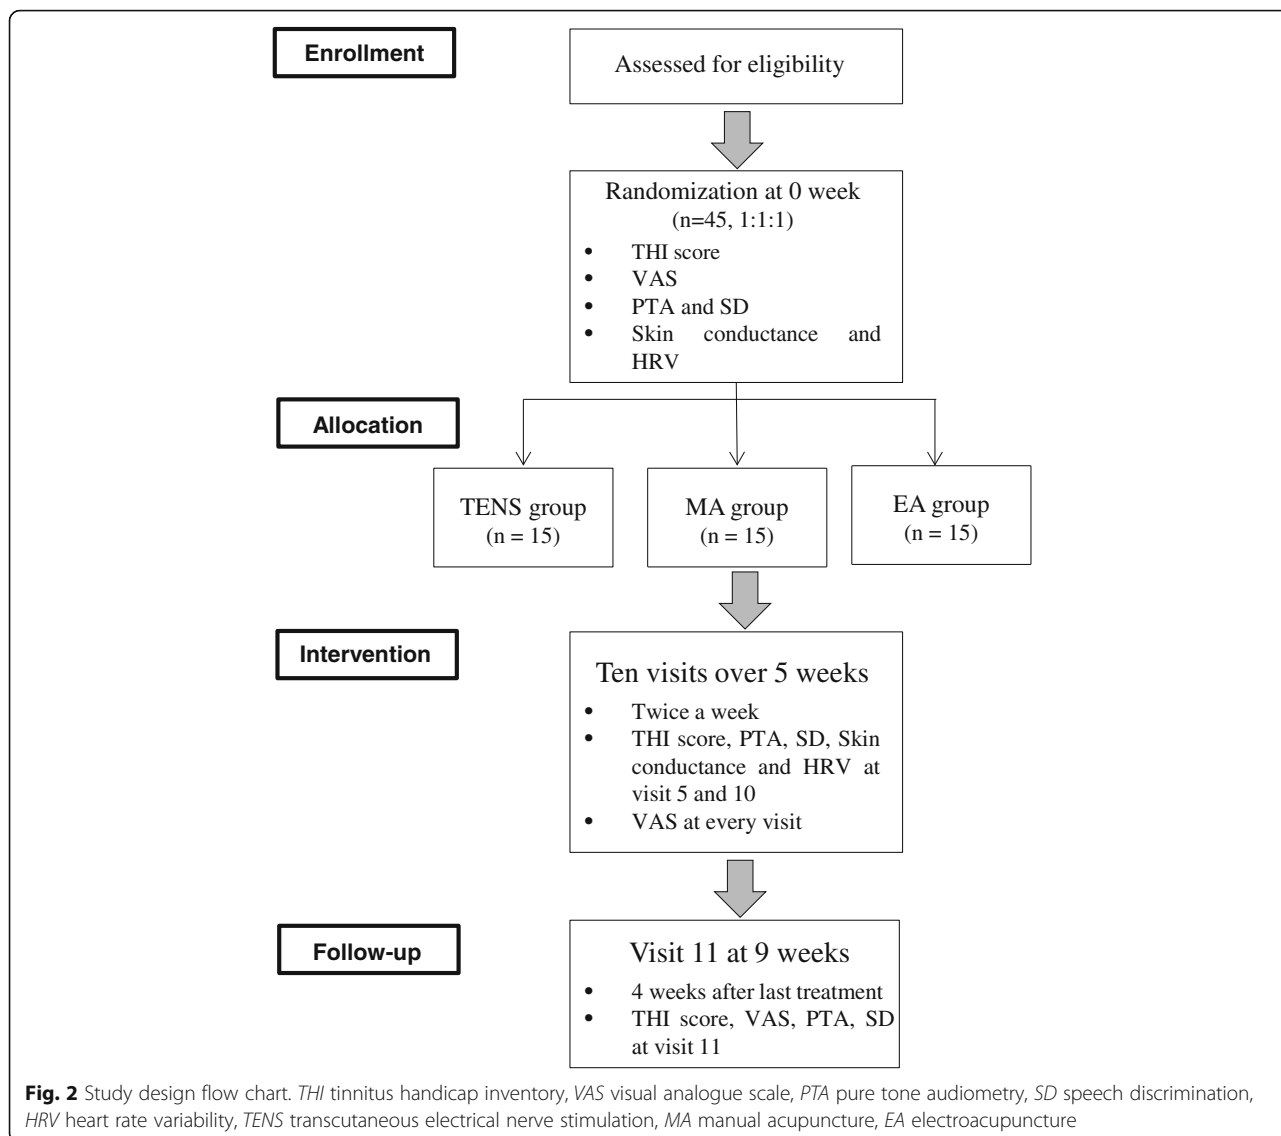 Enrollment
Assessed for eligibility
Randomization at 0 week
(n=45, 1:1:1)
• THI score
• VAS
• PTA and SD
• Skin conductance and
HRV
Allocation
TENS group
(n = 15)
MA group
(n = 15)
EA group
(n = 15)
Intervention
Ten visits over 5 weeks
• Twice a week
• THI score, PTA, SD, Skin
conductance and HRV at
visit 5 and 10
• VAS at every visit
Follow-up
Visit 11 at 9 weeks
• 4 weeks after last treatment
• THI score, VAS, PTA, SD
at visit 11
Fig. 2 Study design flow chart. THI tinnitus handicap inventory, VAS visual analogue scale, PTA pure tone audiometry, SD speech discrimination,
HRV heart rate variability, TENS transcutaneous electrical nerve stimulation, MA manual acupuncture, EA electroacupuncture